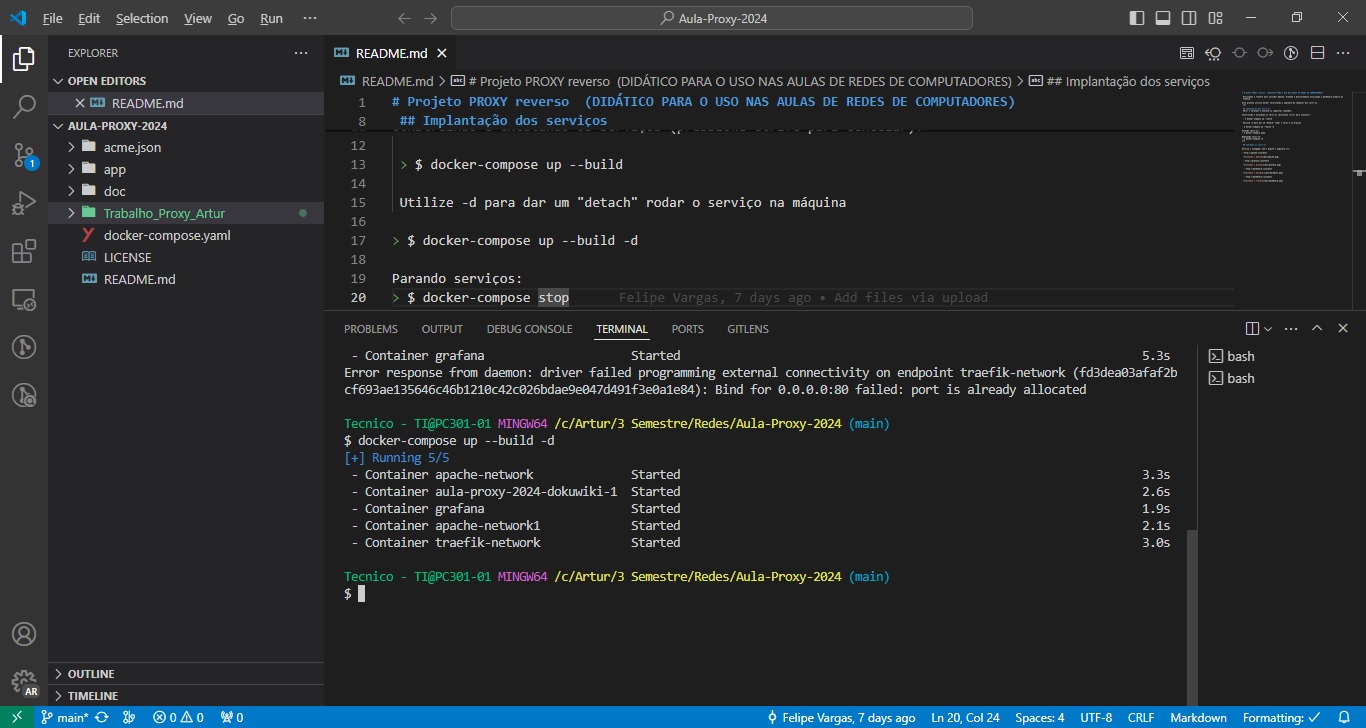 File Edit Selection View Go Run ··· Aula-Proxy-2024
EXPLORER ···
OPEN EDITORS
README.md
AULA-PROXY-2024
acme.json
app
doc
Trabalho_Proxy_Artur
docker-compose.yaml
LICENSE
README.md
OUTLINE
TIMELINE
README.md
README.md > # Projeto PROXY reverso (DIDÁTICO PARA O USO NAS AULAS DE REDES DE COMPUTADORES) > ## Implantação dos serviços
1 # Projeto PROXY reverso  (DIDÁTICO PARA O USO NAS AULAS DE REDES DE COMPUTADORES)
8 ## Implantação dos serviços
12
13 > $ docker-compose up --build
14
15 Utilize -d para dar um "detach" rodar o serviço na máquina
16
17 > $ docker-compose up --build -d
18
19 Parando serviços:
20 > $ docker-compose stop Felipe Vargas, 7 days ago • Add files via upload
PROBLEMS OUTPUT DEBUG CONSOLE TERMINAL PORTS GITLENS
- Container grafana Started 5.3s
Error response from daemon: driver failed programming external connectivity on endpoint traefik-network (fd3dea03afaf2b
cf693ae135646c46b1210c42c026bdae9e047d491f3e0a1e84): Bind for 0.0.0.0:80 failed: port is already allocated
Tecnico - TI@PC301-01 MINGW64 /c/Artur/3 Semestre/Redes/Aula-Proxy-2024 (main)
$ docker-compose up --build -d
[+] Running 5/5
- Container apache-network Started 3.3s
- Container aula-proxy-2024-dokuwiki-1 Started 2.6s
- Container grafana Started 1.9s
- Container apache-network1 Started 2.1s
- Container traefik-network Started 3.0s
Tecnico - TI@PC301-01 MINGW64 /c/Artur/3 Semestre/Redes/Aula-Proxy-2024 (main)
$
bash
bash
1
AR
main* 0 0 0 Felipe Vargas, 7 days ago Ln 20, Col 24 Spaces: 4 UTF-8 CRLF Markdown Formatting: ✓